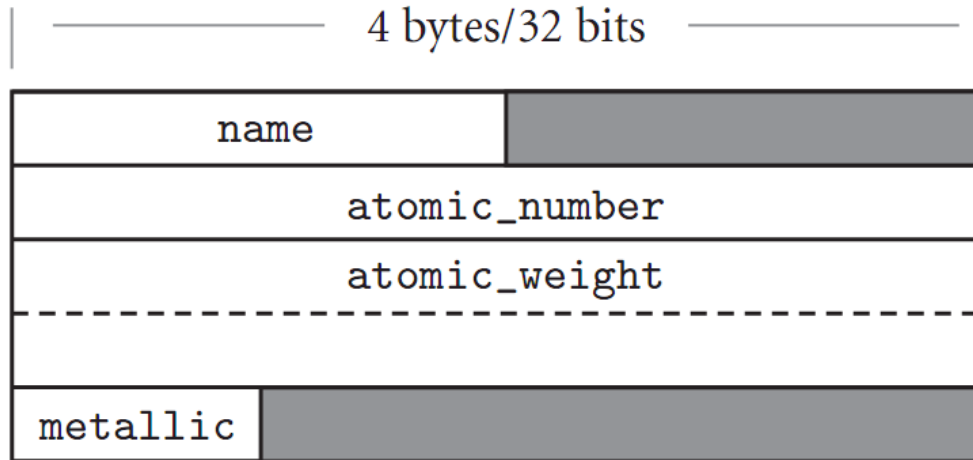 4 bytes/32 bits
name
atomic_number
atomic_weight
metallic